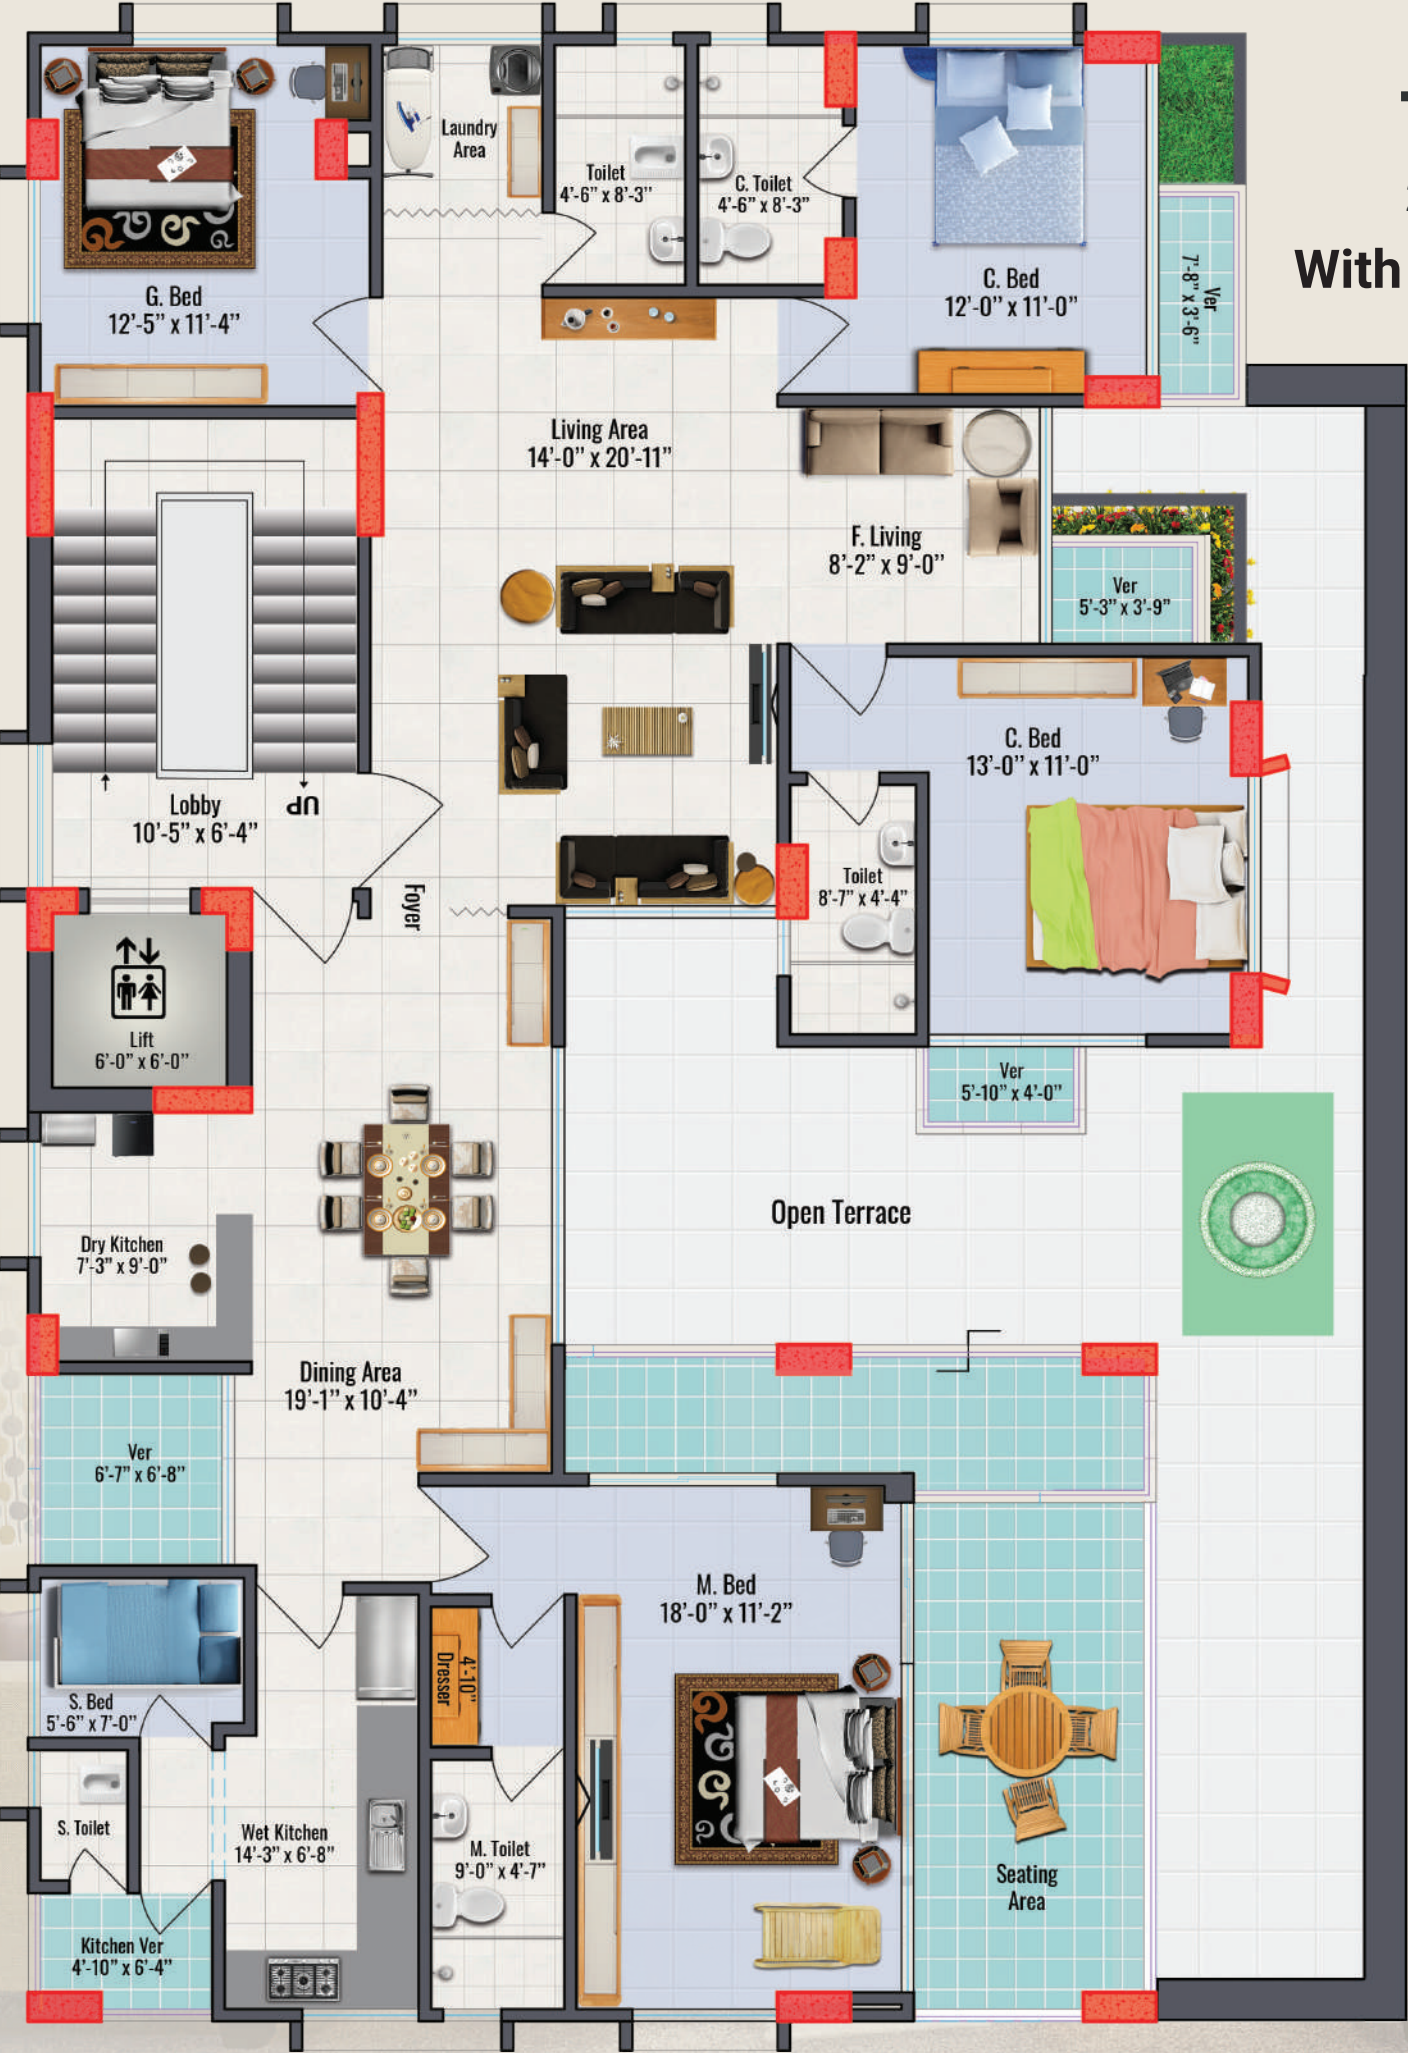 With
Laundry
Area
Toilet
4'-6” x 8'-3”
C. Toilet
4'-6” x 8'-3”
G. Bed
12'-5” x 11'-4”
C. Bed
12'-0” x 11'-0”
Ver
7'-8” x 3'-6”
Living Area
14'-0” x 20'-11”
F. Living
8'-2” x 9'-0”
Ver
5'-3” x 3'-9”
C. Bed
13'-0” x 11'-0”
Lobby
10'-5” x 6'-4”
UP
Toilet
8'-7” x 4'-4”
Foyer
Lift
6'-0” x 6'-0”
Ver
5'-10” x 4'-0”
Open Terrace
Dry Kitchen
7'-3” x 9'-0”
Dining Area
19'-1” x 10'-4”
Ver
6'-7” x 6'-8”
M. Bed
18'-0” x 11'-2”
4'-10”
Dresser
S. Bed
5'-6” x 7'-0”
S. Toilet
Wet Kitchen
14'-3” x 6'-8”
M. Toilet
9'-0” x 4'-7”
Seating
Area
Kitchen Ver
4'-10” x 6'-4”